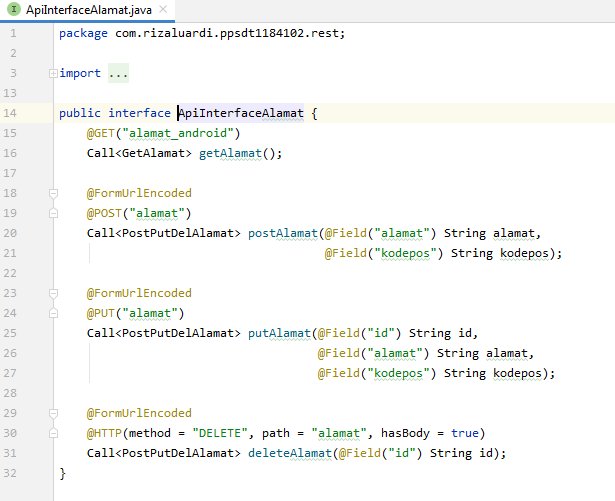 ApiInterfaceAlamat.java
1 package com.rizaluardi.ppsdt1184102.rest;
2
3 import ...
13
14 public interface ApiInterfaceAlamat {
15     @GET("alamat_android")
16     Call<GetAlamat> getAlamat();
17
18     @FormUrlEncoded
19     @POST("alamat")
20     Call<PostPutDelAlamat> postAlamat(@Field("alamat") String alamat,
21                                       @Field("kodepos") String kodepos);
22
23     @FormUrlEncoded
24     @PUT("alamat")
25     Call<PostPutDelAlamat> putAlamat(@Field("id") String id,
26                                      @Field("alamat") String alamat,
27                                      @Field("kodepos") String kodepos);
28
29     @FormUrlEncoded
30     @HTTP(method = "DELETE", path = "alamat", hasBody = true)
31     Call<PostPutDelAlamat> deleteAlamat(@Field("id") String id);
32 }